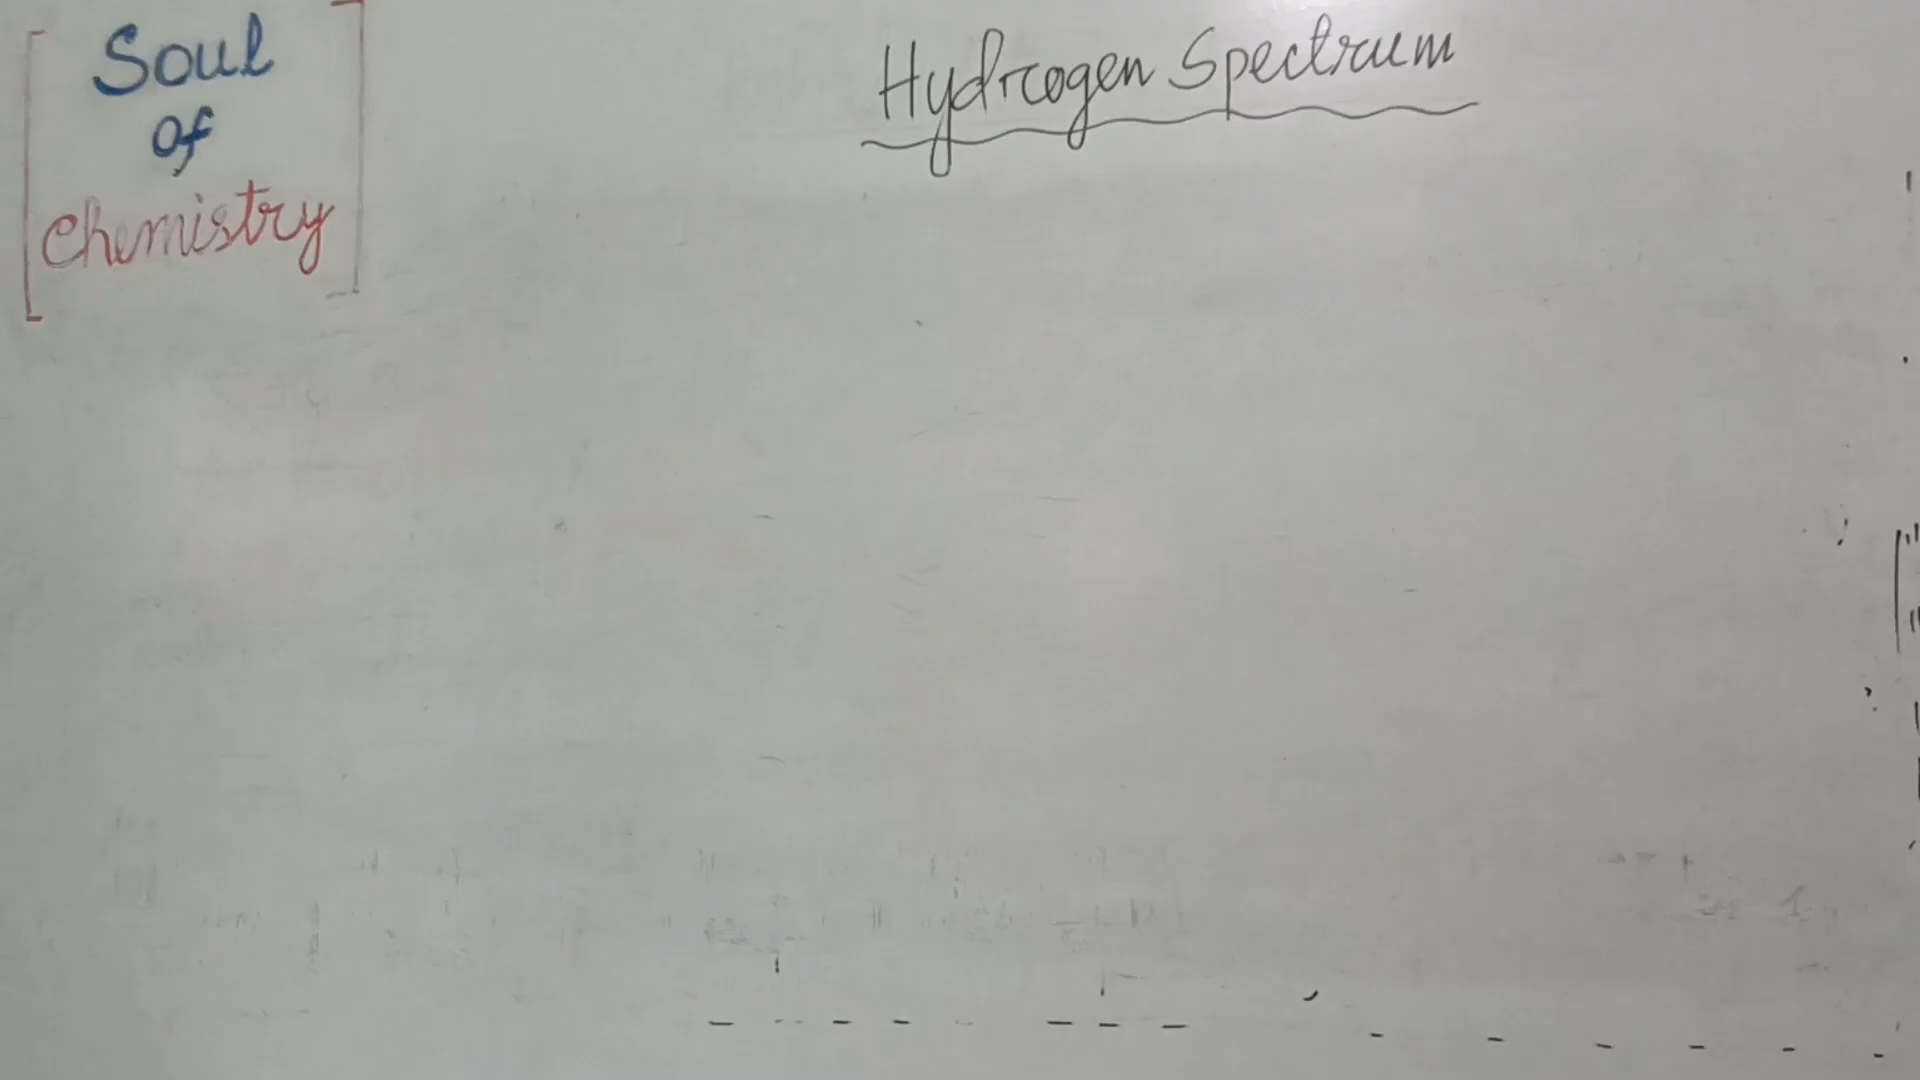 Soul
of
Chemistry
Hydrogen Spectrum